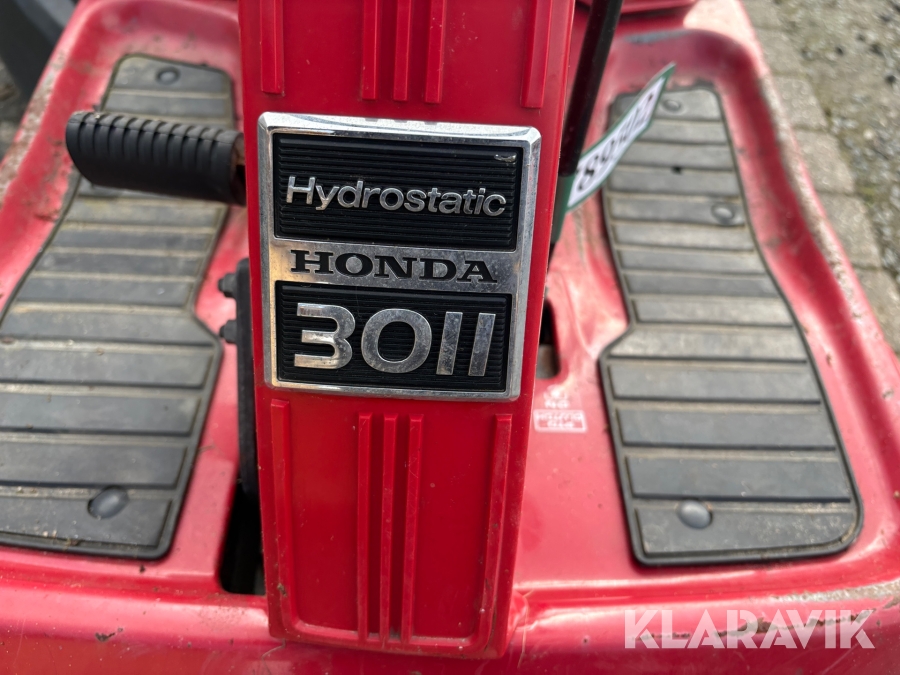 Hydrostatic
HONDA
3011
KLARAVIK